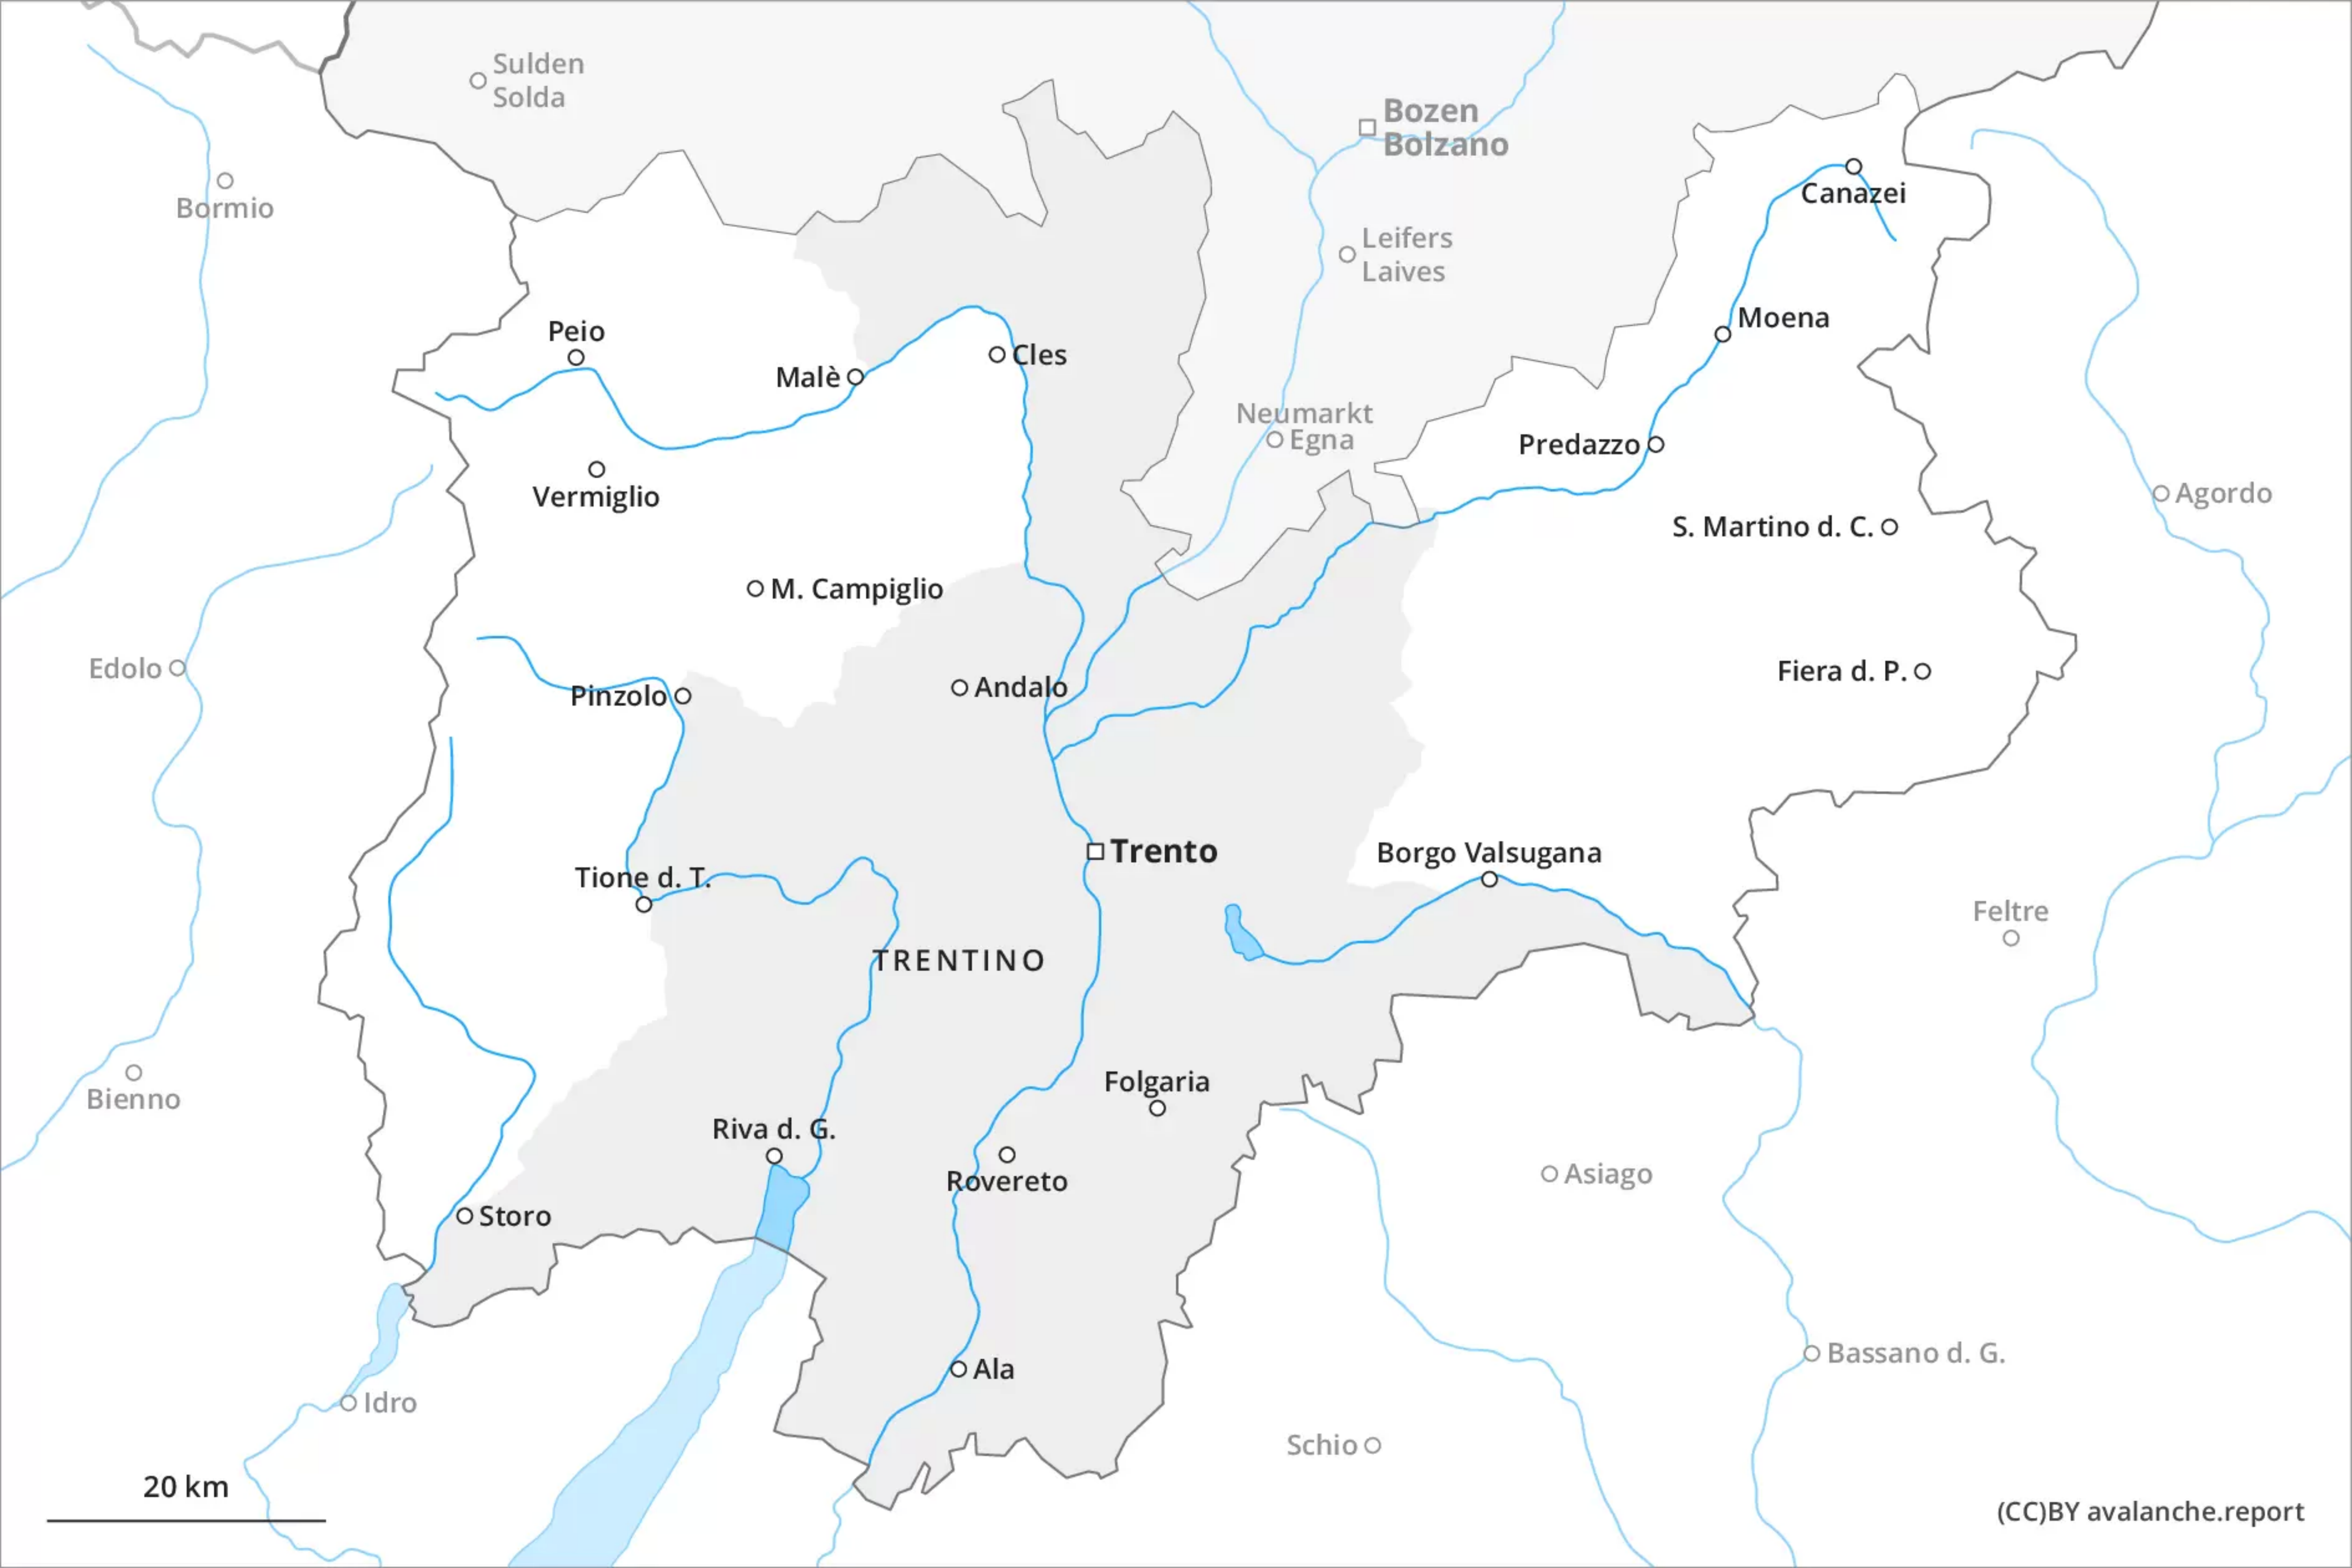 Sulden
Solda
Bozen
Bolzano
Bormio
Canazei
Leifers
Laives
Peio
Moena
Malè
Cles
Neumarkt
Egna
Predazzo
Vermiglio
Agordo
S. Martino d. C.
M. Campiglio
Edolo
Fiera d. P.
Pinzolo
Andalo
Trento
Borgo Valsugana
Tione d. T.
Feltre
TRENTINO
Bienno
Folgaria
Riva d. G.
Rovereto
Asiago
Storo
Bassano d. G.
Ala
Idro
Schio
20 km
(CC)BY avalanche.report